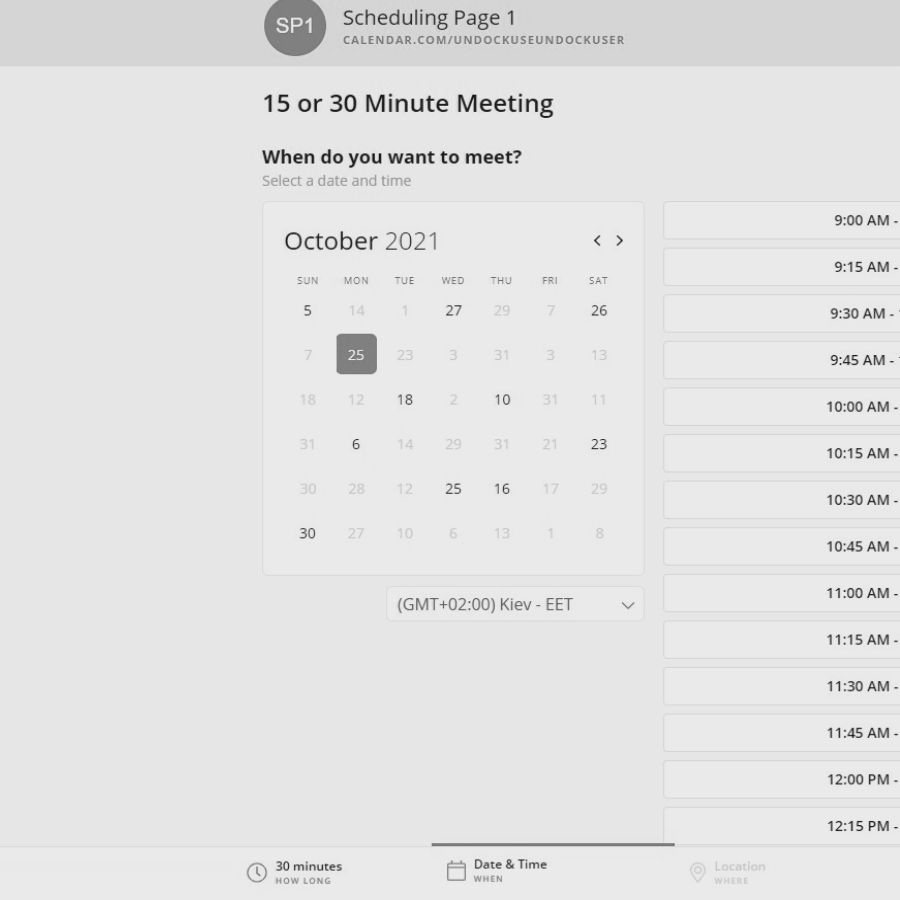 SP1
Scheduling Page 1
CALENDAR.COM/UNDOCKUSEUNDOCKUSER
15 or 30 Minute Meeting
When do you want to meet?
Select a date and time
October 2021
SUN MON TUE WED THU FRI SAT
5 14 1 27 29 7 26
7 25 23 3 31 3 13
18 12 18 2 10 31 11
31 6 14 29 31 21 23
30 28 12 25 16 17 29
30 27 10 6 13 1 8
(GMT+02:00) Kiev - EET
9:00 AM -
9:15 AM -
9:30 AM -
9:45 AM -
10:00 AM -
10:15 AM -
10:30 AM -
10:45 AM -
11:00 AM -
11:15 AM -
11:30 AM -
11:45 AM -
12:00 PM -
12:15 PM -
30 minutes
HOW LONG
Date & Time
WHEN
Location
WHERE